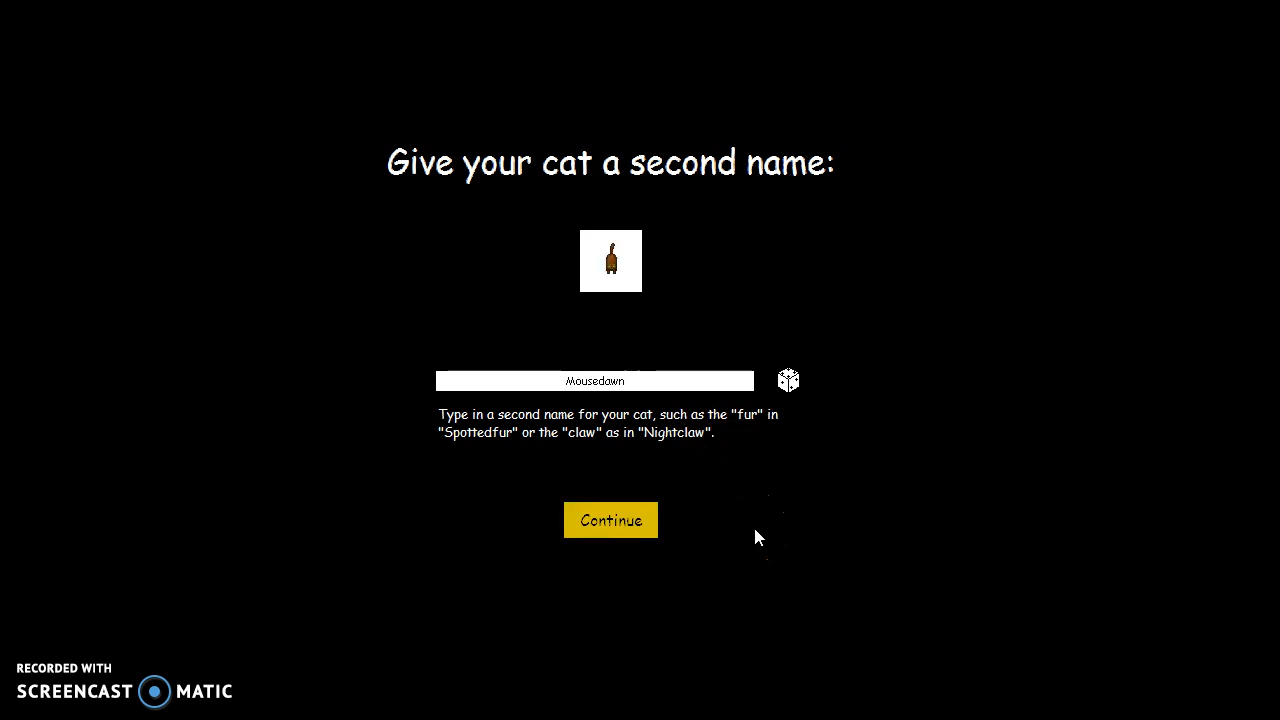 Give your cat a second name:
Mousedawn
Type in a second name for your cat, such as the "fur" in
"Spottedfur" or the "claw" as in "Nightclaw".
Continue
RECORDED WITH
SCREENCAST MATIC